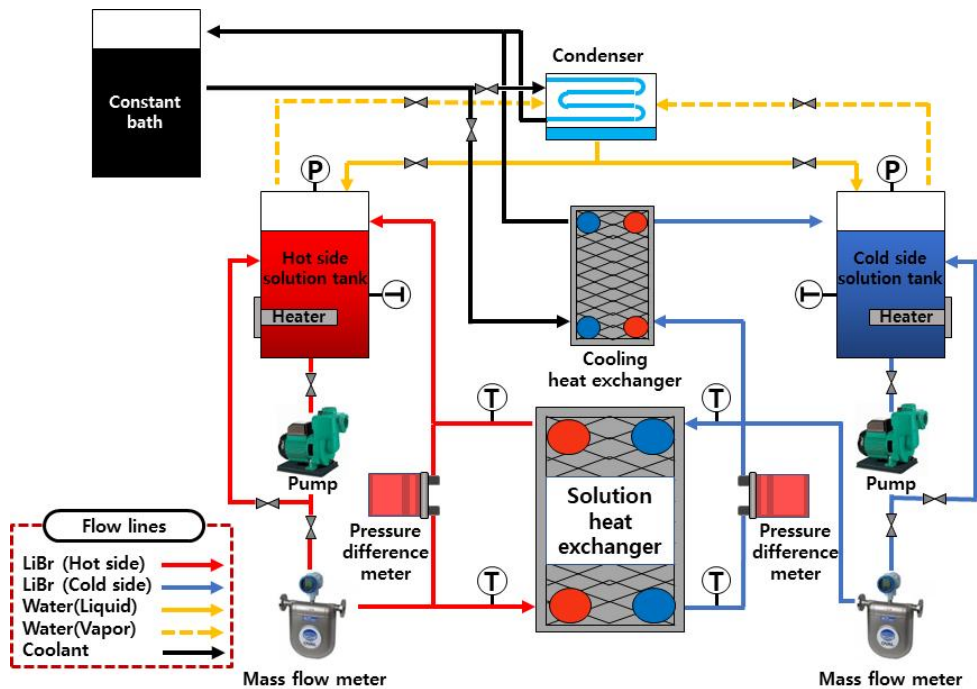 Constant
bath
Condenser
P
P
Hot side
solution tank
Heater
T
Cold side
solution tank
Heater
T
Cooling
heat exchanger
T
T
Pump
Pump
Solution
heat
exchanger
Pressure
difference
meter
Pressure
difference
meter
T
T
Flow lines
LiBr (Hot side)
LiBr (Cold side)
Water(Liquid)
Water(Vapor)
Coolant
Mass flow meter
Mass flow meter